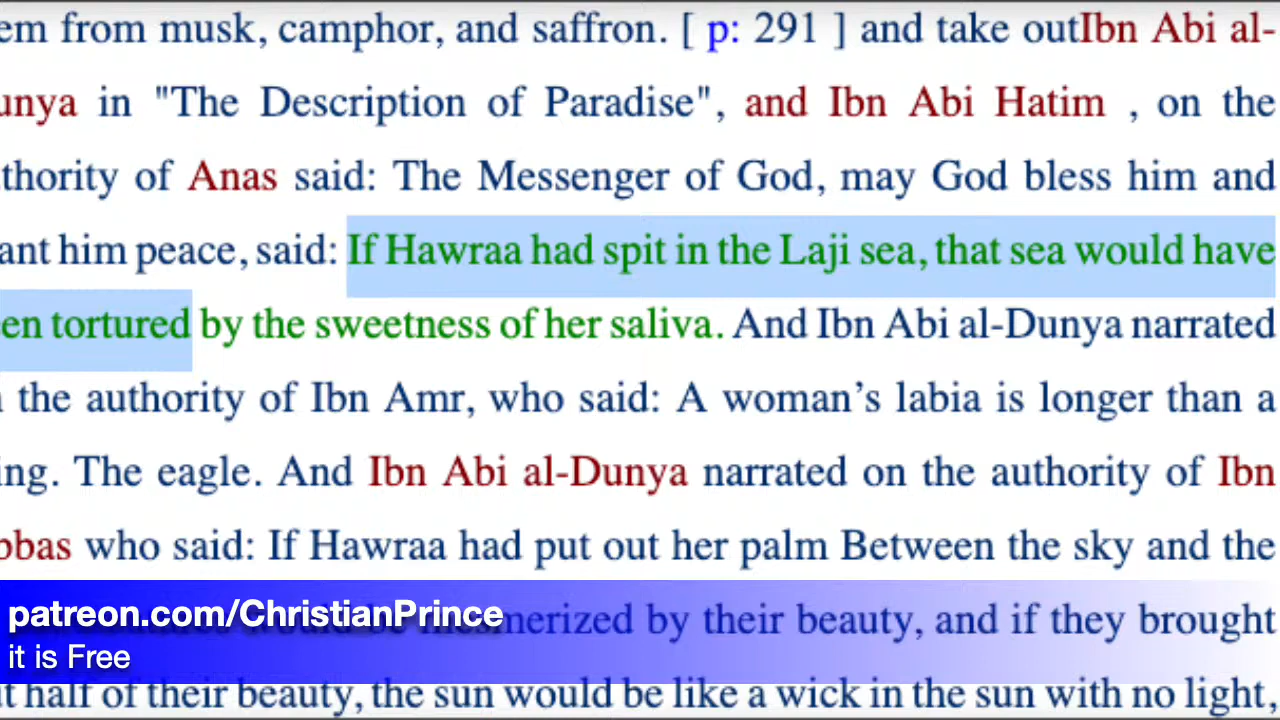 em from musk, camphor, and saffron. [ p: 291 ] and take outIbn Abi al-
unya in "The Description of Paradise", and Ibn Abi Hatim , on the
thority of Anas said: The Messenger of God, may God bless him and
ant him peace, said: If Hawraa had spit in the Laji sea, that sea would have
en tortured by the sweetness of her saliva. And Ibn Abi al-Dunya narrated
the authority of Ibn Amr, who said: A woman's labia is longer than a
ing. The eagle. And Ibn Abi al-Dunya narrated on the authority of Ibn
bbas who said: If Hawraa had put out her palm Between the sky and the
would be mesmerized by their beauty, and if they brought
t half of their beauty, the sun would be like a wick in the sun with no light,
patreon.com/ChristianPrince
it is Free